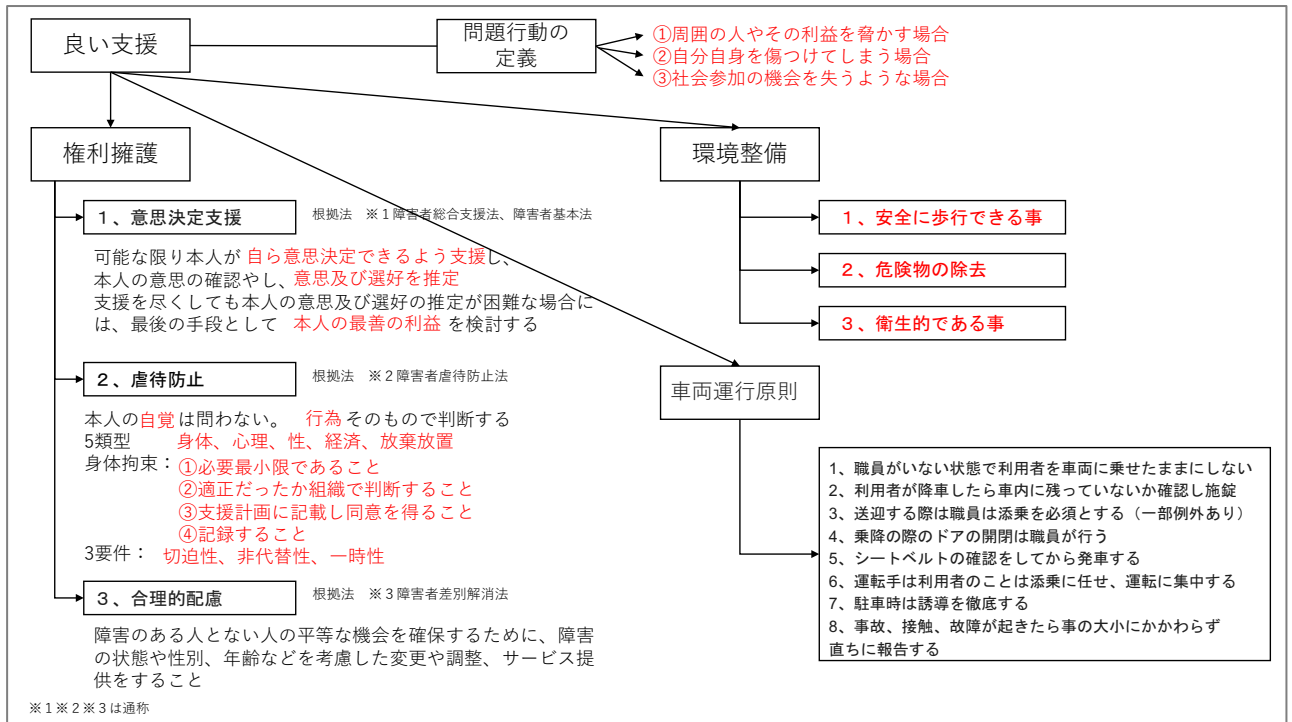 良い支援
問題行動の
定義
①周囲の人やその利益を脅かす場合
②自分自身を傷つけてしまう場合
③社会参加の機会を失うような場合
権利擁護
１、意思決定支援
根拠法　※１障害者総合支援法、障害者基本法
可能な限り本人が 自ら意思決定できるよう支援し、
本人の意思の確認やし、意思及び選好を推定
支援を尽くしても本人の意思及び選好の推定が困難な場合に
は、最後の手段として 本人の最善の利益 を検討する
２、虐待防止
根拠法　※２障害者虐待防止法
本人の自覚は問わない。 行為 そのもので判断する
5類型　身体、心理、性、経済、放棄放置
身体拘束：①必要最小限であること
②適正だったか組織で判断すること
③支援計画に記載し同意を得ること
④記録すること
3要件：切迫性、非代替性、一時性
３、合理的配慮
根拠法　※３障害者差別解消法
障害のある人とない人の平等な機会を確保するために、障害
の状態や性別、年齢などを考慮した変更や調整、サービス提
供をすること
※１※２※３は通称
環境整備
１、安全に歩行できる事
２、危険物の除去
３、衛生的である事
車両運行原則
1、職員がいない状態で利用者を車両に乗せたままにしない
2、利用者が降車したら車内に残っていないか確認し施錠
3、送迎する際は職員は添乗を必須とする（一部例外あり）
4、乗降の際のドアの開閉は職員が行う
5、シートベルトの確認をしてから発車する
6、運転手は利用者のことは添乗に任せ、運転に集中する
7、駐車時は誘導を徹底する
8、事故、接触、故障が起きたら事の大小にかかわらず
直ちに報告する